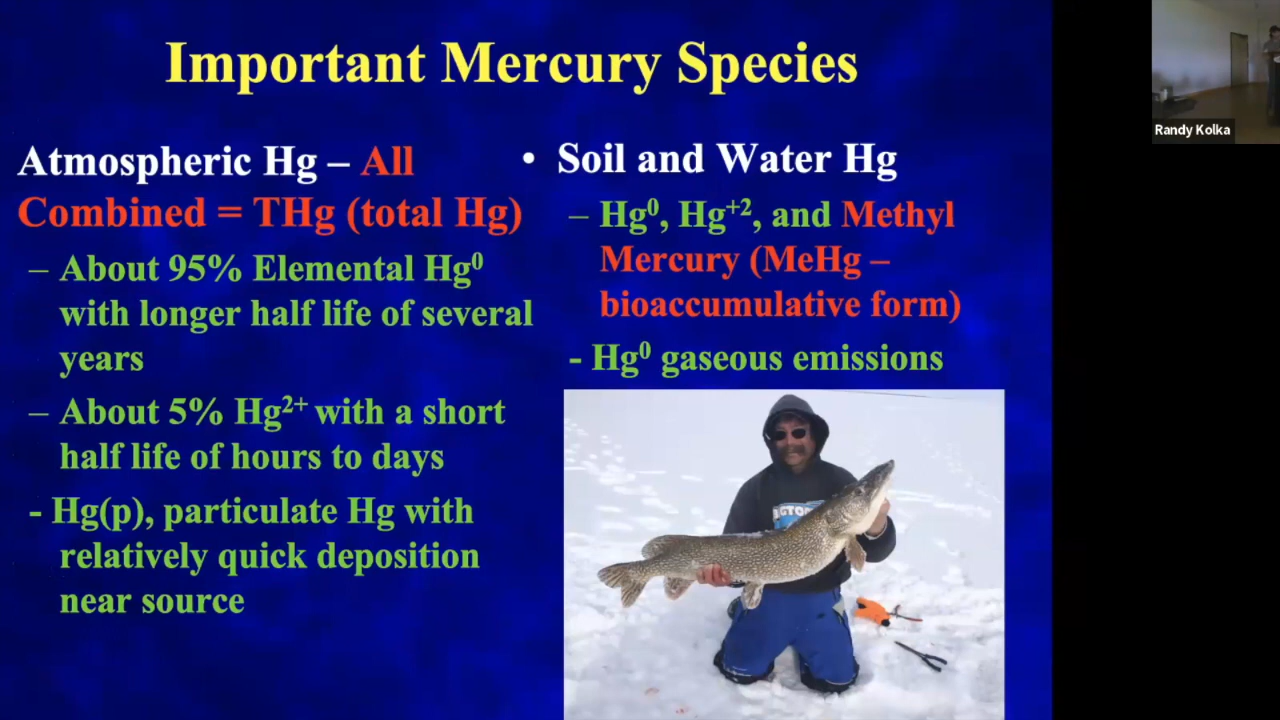 Important Mercury Species
Atmospheric Hg – All
Combined = THg (total Hg)
– About 95% Elemental Hg⁰
with longer half life of several
years
– About 5% Hg²⁺ with a short
half life of hours to days
- Hg(p), particulate Hg with
relatively quick deposition
near source
• Soil and Water Hg
– Hg⁰, Hg⁺², and Methyl
Mercury (MeHg –
bioaccumulative form)
- Hg⁰ gaseous emissions
Randy Kolka